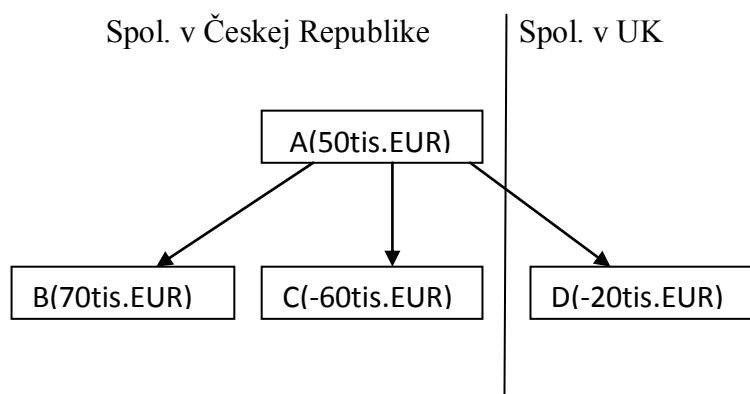 Spol. v Českej Republike
Spol. v UK
A(50tis.EUR)
B(70tis.EUR)
C(-60tis.EUR)
D(-20tis.EUR)